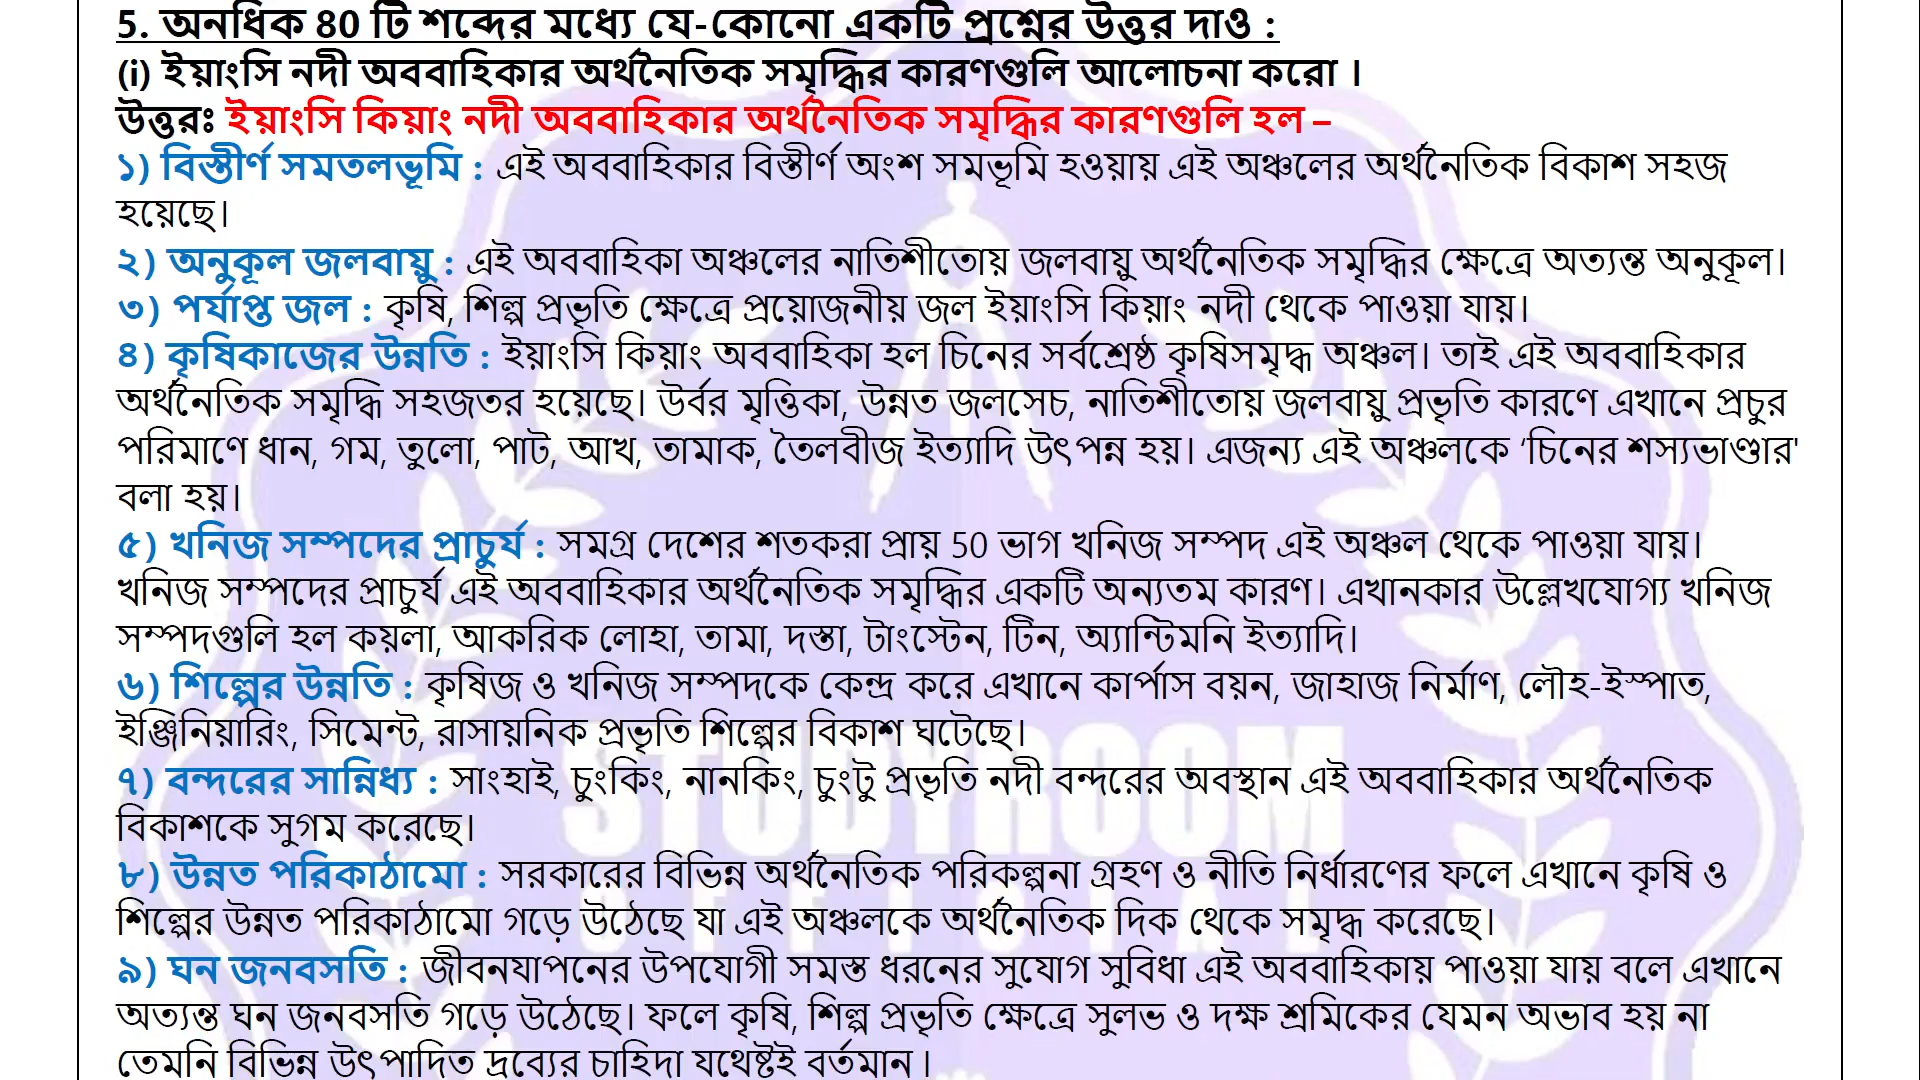 5. অনধিক 80 টি শব্দের মধ্যে যে-কোনো একটি প্রশ্নের উত্তর দাও :
(i) ইয়াংসি নদী অববাহিকার অর্থনৈতিক সমৃদ্ধির কারণগুলি আলোচনা করো ।
উত্তরঃ ইয়াংসি কিয়াং নদী অববাহিকার অর্থনৈতিক সমৃদ্ধির কারণগুলি হল –
১) বিস্তীর্ণ সমতলভূমি : এই অববাহিকার বিস্তীর্ণ অংশ সমভূমি হওয়ায় এই অঞ্চলের অর্থনৈতিক বিকাশ সহজ
হয়েছে।
২) অনুকূল জলবায়ু : এই অববাহিকা অঞ্চলের নাতিশীতোয় জলবায়ু অর্থনৈতিক সমৃদ্ধির ক্ষেত্রে অত্যন্ত অনুকূল।
৩) পর্যাপ্ত জল : কৃষি, শিল্প প্রভৃতি ক্ষেত্রে প্রয়োজনীয় জল ইয়াংসি কিয়াং নদী থেকে পাওয়া যায়।
৪) কৃষিকাজের উন্নতি : ইয়াংসি কিয়াং অববাহিকা হল চিনের সর্বশ্রেষ্ঠ কৃষিসমৃদ্ধ অঞ্চল। তাই এই অববাহিকার
অর্থনৈতিক সমৃদ্ধি সহজতর হয়েছে। উর্বর মৃত্তিকা, উন্নত জলসেচ, নাতিশীতোয় জলবায়ু প্রভৃতি কারণে এখানে প্রচুর
পরিমাণে ধান, গম, তুলো, পাট, আখ, তামাক, তৈলবীজ ইত্যাদি উৎপন্ন হয়। এজন্য এই অঞ্চলকে ‘চিনের শস্যভাণ্ডার'
বলা হয়।
৫) খনিজ সম্পদের প্রাচুর্য : সমগ্র দেশের শতকরা প্রায় 50 ভাগ খনিজ সম্পদ এই অঞ্চল থেকে পাওয়া যায়।
খনিজ সম্পদের প্রাচুর্য এই অববাহিকার অর্থনৈতিক সমৃদ্ধির একটি অন্যতম কারণ। এখানকার উল্লেখযোগ্য খনিজ
সম্পদগুলি হল কয়লা, আকরিক লোহা, তামা, দস্তা, টাংস্টেন, টিন, অ্যান্টিমনি ইত্যাদি।
৬) শিল্পের উন্নতি : কৃষিজ ও খনিজ সম্পদকে কেন্দ্র করে এখানে কার্পাস বয়ন, জাহাজ নির্মাণ, লৌহ-ইস্পাত,
ইঞ্জিনিয়ারিং, সিমেন্ট, রাসায়নিক প্রভৃতি শিল্পের বিকাশ ঘটেছে।
৭) বন্দরের সান্নিধ্য : সাংহাই, চুংকিং, নানকিং, চুংটু প্রভৃতি নদী বন্দরের অবস্থান এই অববাহিকার অর্থনৈতিক
বিকাশকে সুগম করেছে।
৮) উন্নত পরিকাঠামো : সরকারের বিভিন্ন অর্থনৈতিক পরিকল্পনা গ্রহণ ও নীতি নির্ধারণের ফলে এখানে কৃষি ও
শিল্পের উন্নত পরিকাঠামো গড়ে উঠেছে যা এই অঞ্চলকে অর্থনৈতিক দিক থেকে সমৃদ্ধ করেছে।
৯) ঘন জনবসতি : জীবনযাপনের উপযোগী সমস্ত ধরনের সুযোগ সুবিধা এই অববাহিকায় পাওয়া যায় বলে এখানে
অত্যন্ত ঘন জনবসতি গড়ে উঠেছে। ফলে কৃষি, শিল্প প্রভৃতি ক্ষেত্রে সুলভ ও দক্ষ শ্রমিকের যেমন অভাব হয় না
তেমনি বিভিন্ন উৎপাদিত দ্রব্যের চাহিদা যথেষ্টই বর্তমান ।
STUDYROOM
OFFICIAL